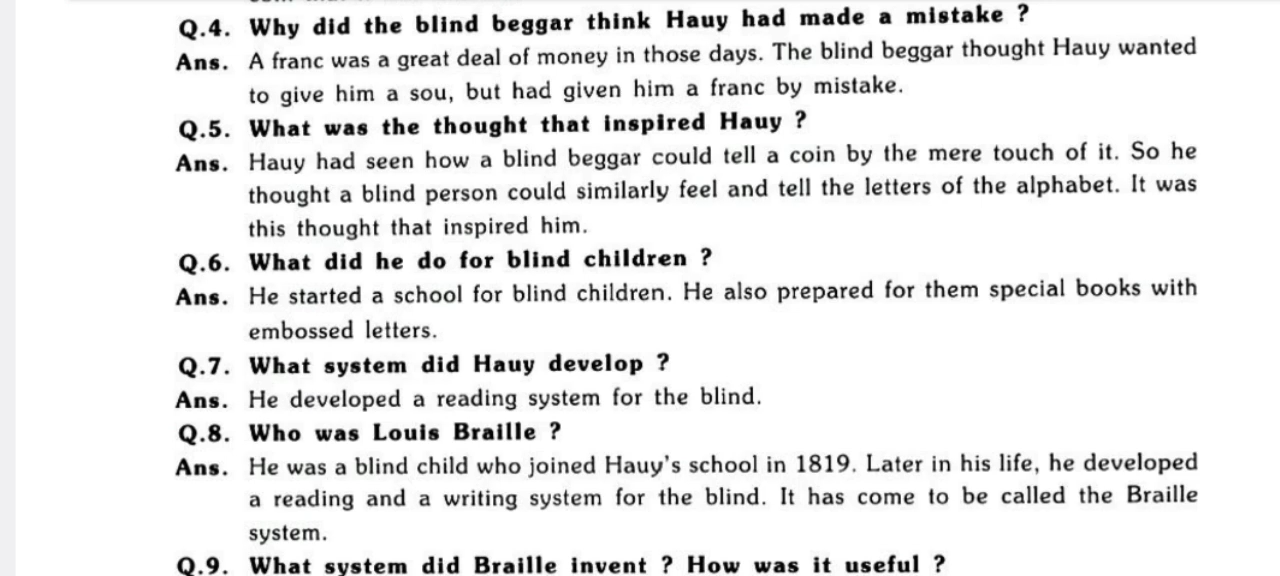 Q.4. Why did the blind beggar think Hauy had made a mistake ?
Ans. A franc was a great deal of money in those days. The blind beggar thought Hauy wanted
to give him a sou, but had given him a franc by mistake.
Q.5. What was the thought that inspired Hauy ?
Ans. Hauy had seen how a blind beggar could tell a coin by the mere touch of it. So he
thought a blind person could similarly feel and tell the letters of the alphabet. It was
this thought that inspired him.
Q.6. What did he do for blind children ?
Ans. He started a school for blind children. He also prepared for them special books with
embossed letters.
Q.7. What system did Hauy develop ?
Ans. He developed a reading system for the blind.
Q.8. Who was Louis Braille ?
Ans. He was a blind child who joined Hauy's school in 1819. Later in his life, he developed
a reading and a writing system for the blind. It has come to be called the Braille
system.
Q.9. What system did Braille invent ? How was it useful ?